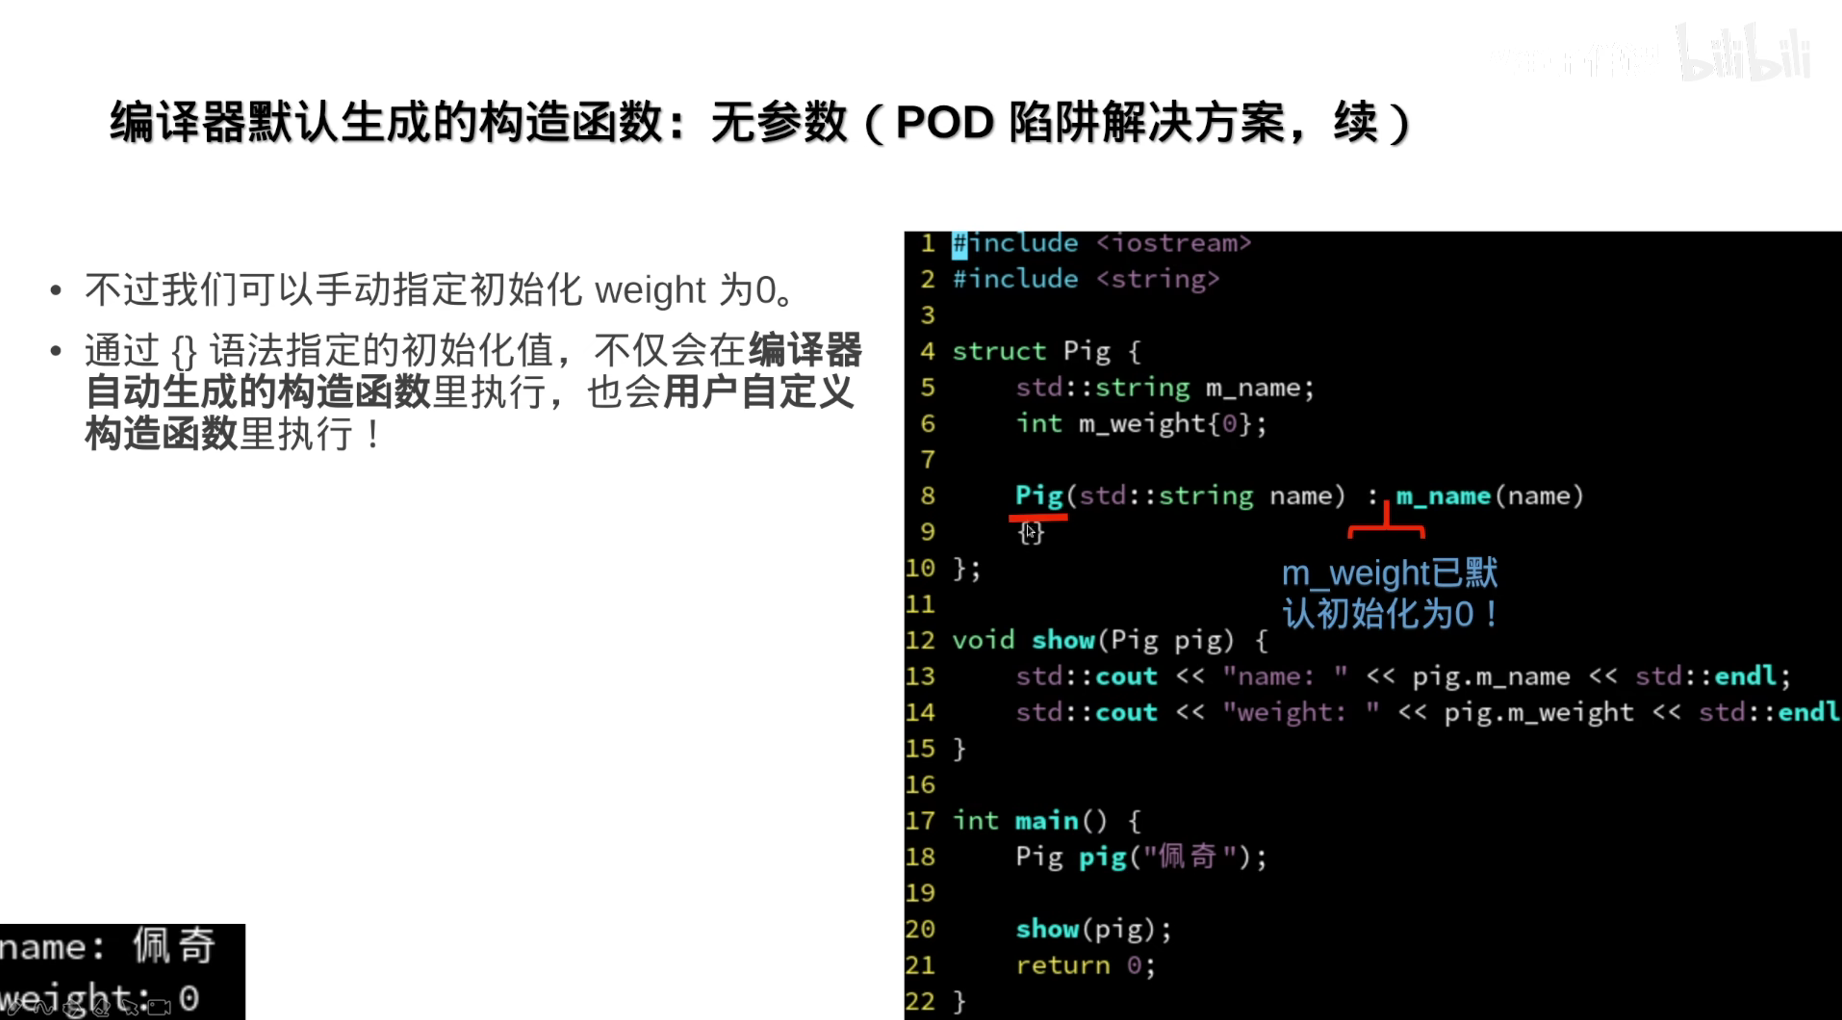 bilibili
编译器默认生成的构造函数：无参数（POD 陷阱解决方案，续）
• 不过我们可以手动指定初始化 weight 为0。
• 通过 {} 语法指定的初始化值，不仅会在编译器
自动生成的构造函数里执行，也会用户自定义
构造函数里执行！
1 #include <iostream>
2 #include <string>
3
4 struct Pig {
5     std::string m_name;
6     int m_weight{0};
7
8     Pig(std::string name) : m_name(name)
9     {}
10 };
m_weight已默
认初始化为0！
11
12 void show(Pig pig) {
13     std::cout << "name: " << pig.m_name << std::endl;
14     std::cout << "weight: " << pig.m_weight << std::endl
15 }
16
17 int main() {
18     Pig pig("佩奇");
19
20     show(pig);
21     return 0;
22 }
name: 佩奇
weight: 0